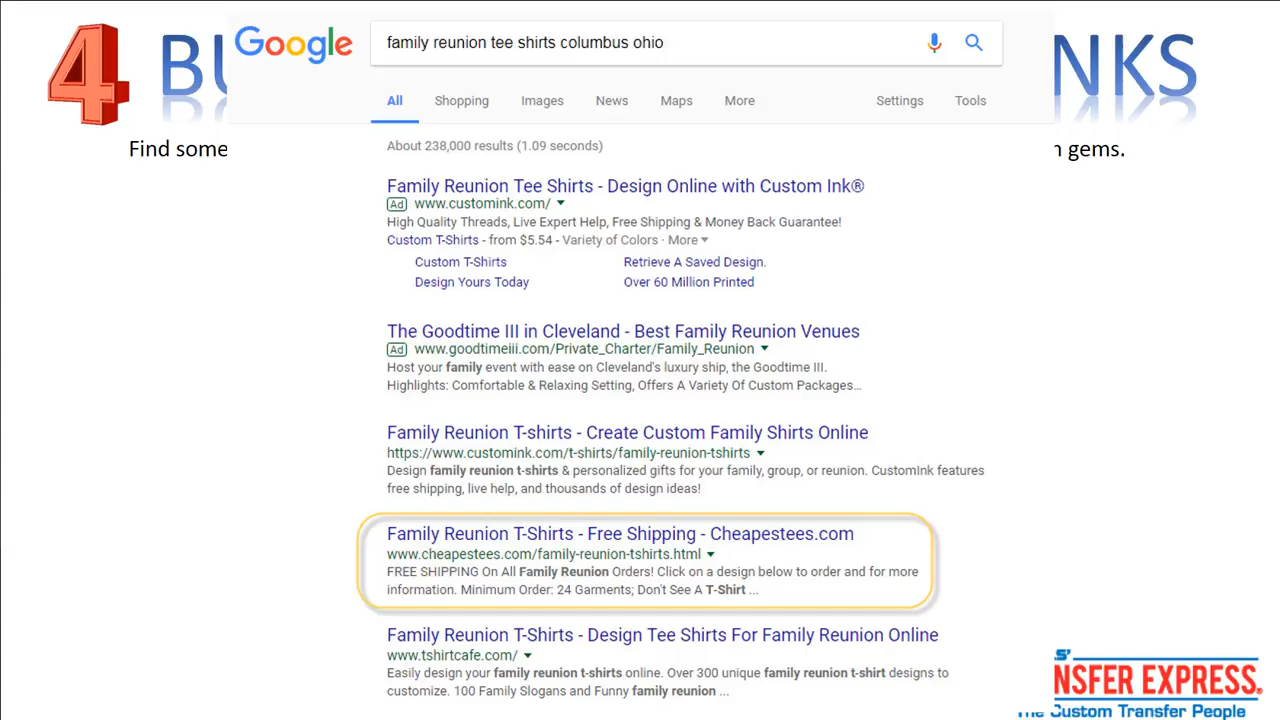 4 BU NKS
Google family reunion tee shirts columbus ohio
All Shopping Images News Maps More Settings Tools
Find some n gems.
About 238,000 results (1.09 seconds)
Family Reunion Tee Shirts - Design Online with Custom Ink®
Ad www.customink.com/
High Quality Threads, Live Expert Help, Free Shipping & Money Back Guarantee!
Custom T-Shirts - from $5.54 - Variety of Colors · More
Custom T-Shirts Retrieve A Saved Design.
Design Yours Today Over 60 Million Printed
The Goodtime III in Cleveland - Best Family Reunion Venues
Ad www.goodtimeiii.com/Private_Charter/Family_Reunion
Host your family event with ease on Cleveland's luxury ship, the Goodtime III.
Highlights: Comfortable & Relaxing Setting, Offers A Variety Of Custom Packages...
Family Reunion T-shirts - Create Custom Family Shirts Online
https://www.customink.com/t-shirts/family-reunion-tshirts
Design family reunion t-shirts & personalized gifts for your family, group, or reunion. CustomInk features
free shipping, live help, and thousands of design ideas!
Family Reunion T-Shirts - Free Shipping - Cheapestees.com
www.cheapestees.com/family-reunion-tshirts.html
FREE SHIPPING On All Family Reunion Orders! Click on a design below to order and for more
information. Minimum Order: 24 Garments; Don't See A T-Shirt ...
Family Reunion T-Shirts - Design Tee Shirts For Family Reunion Online
www.tshirtcafe.com/
Easily design your family reunion t-shirts online. Over 300 unique family reunion t-shirt designs to
customize. 100 Family Slogans and Funny family reunion ...
S'
NSFER EXPRESS.®
The Custom Transfer People